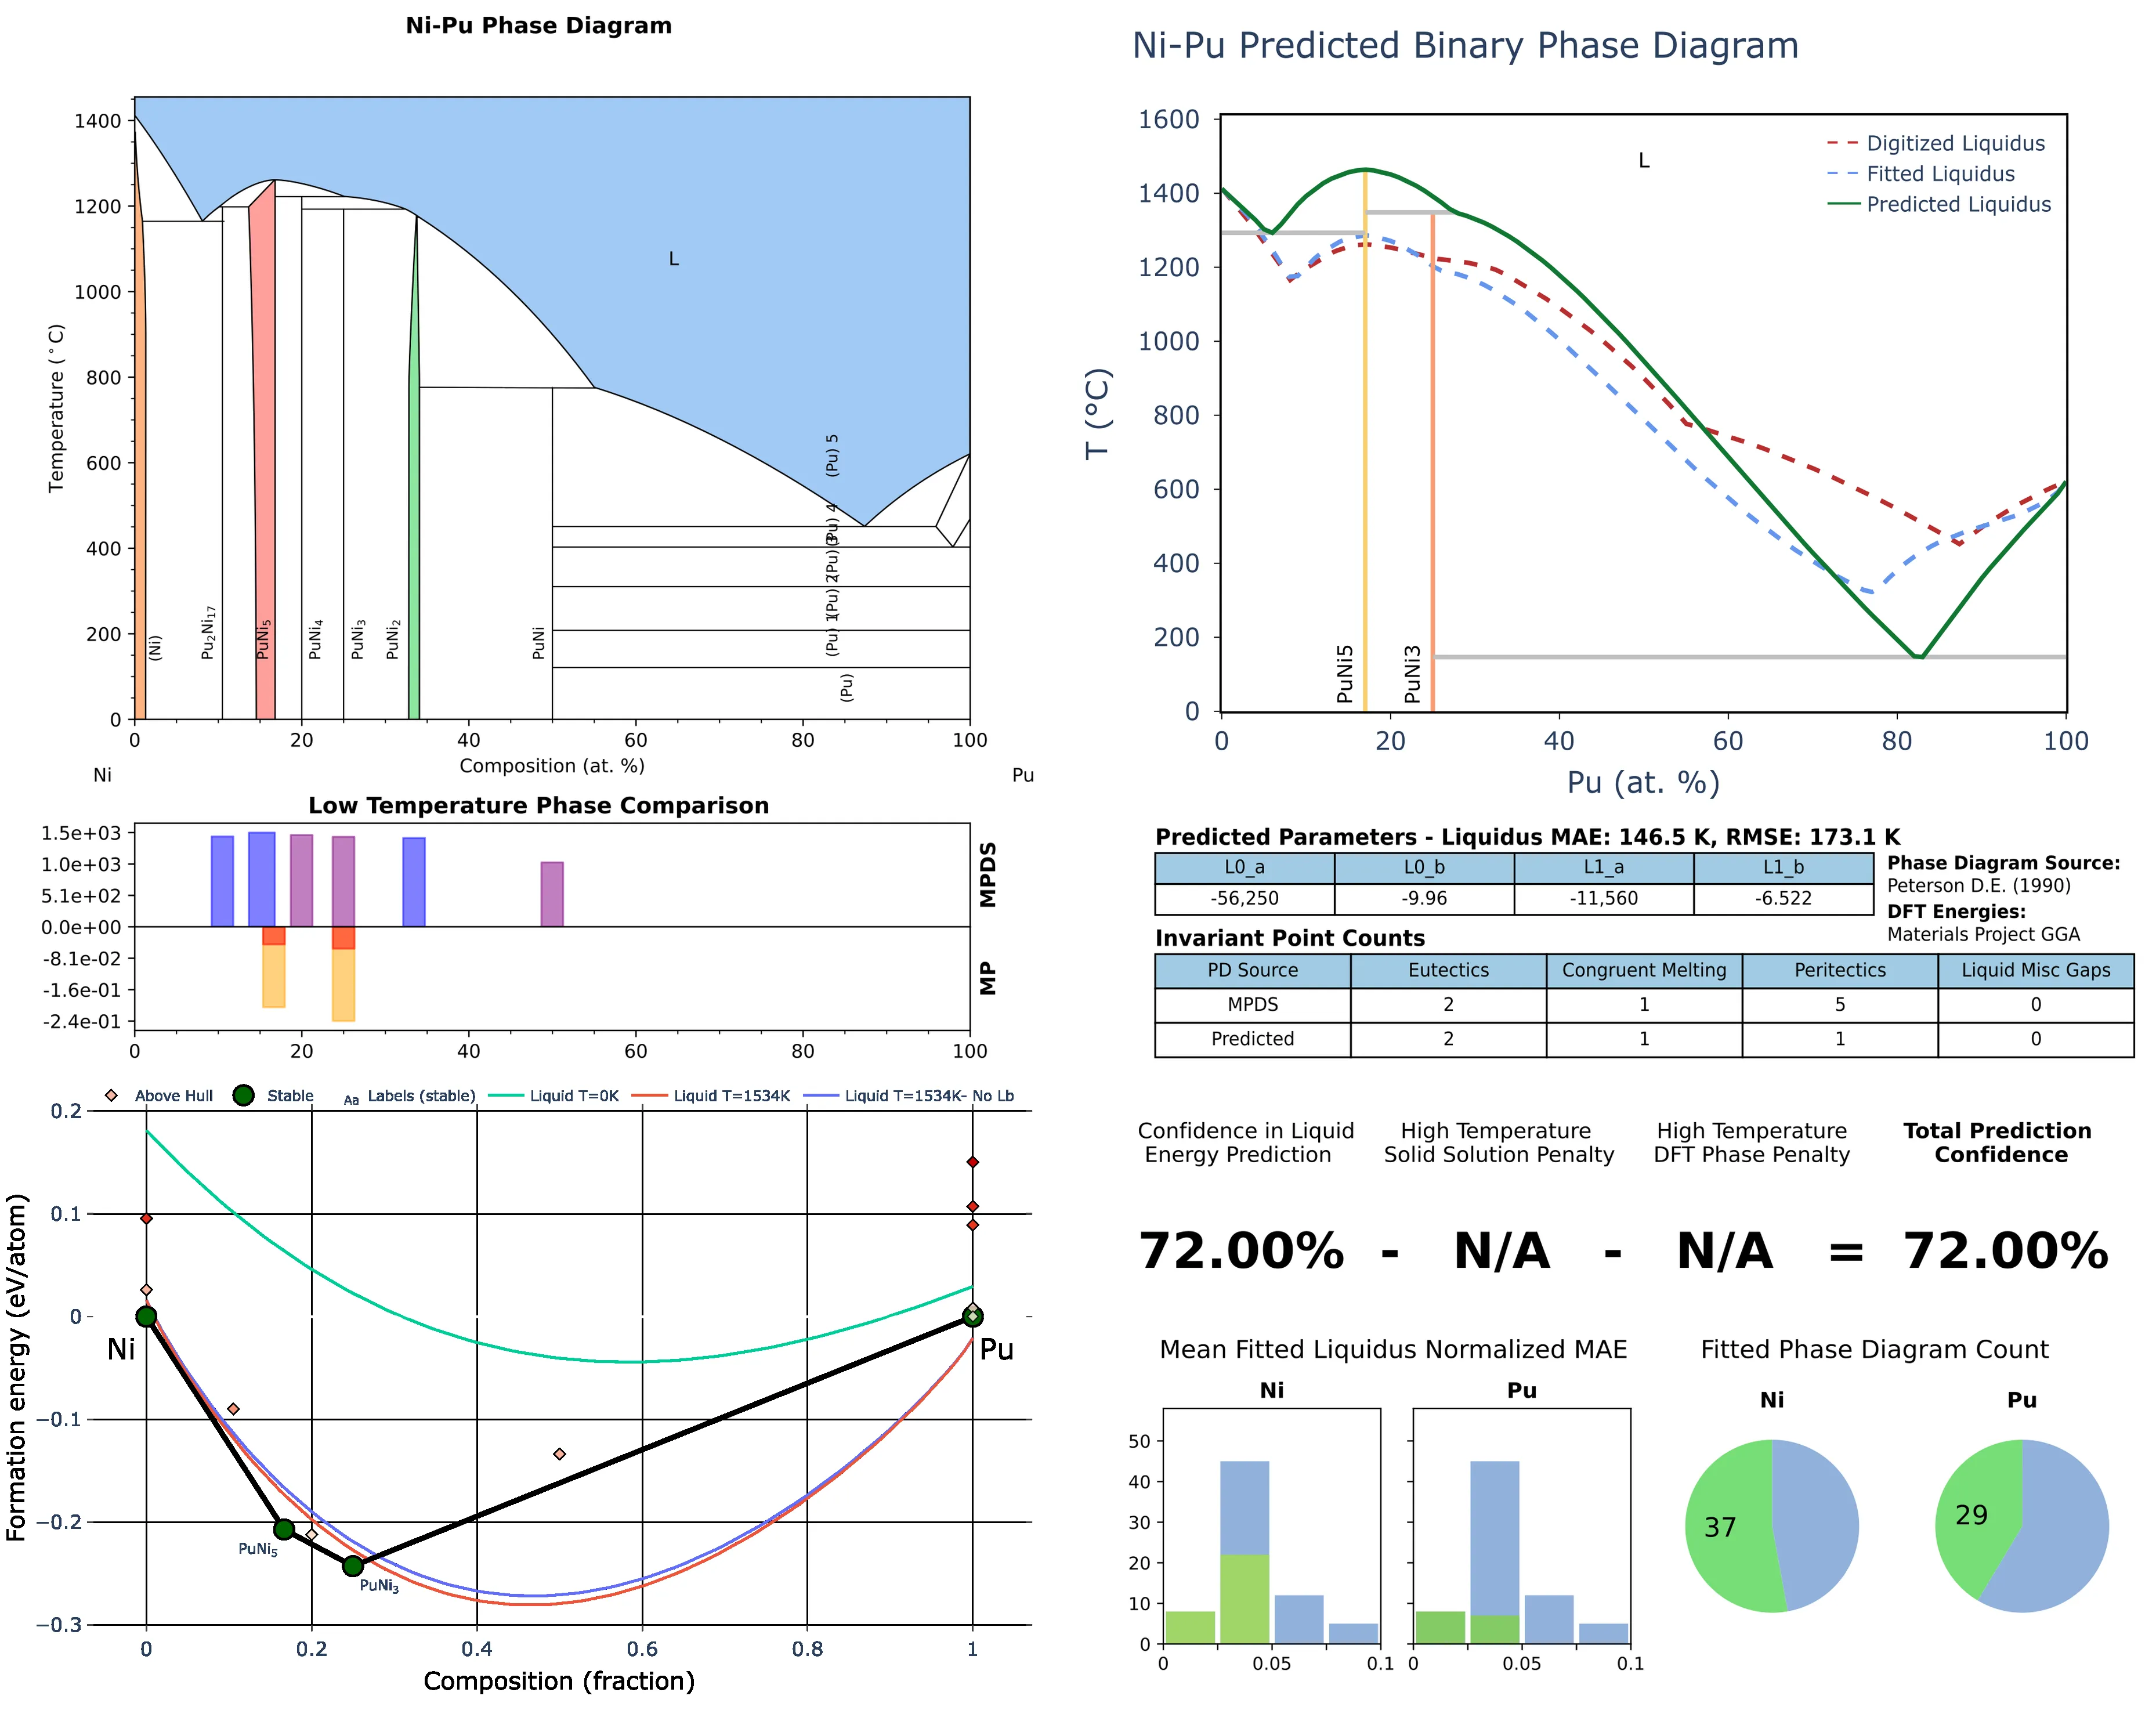 Ni-Pu Phase Diagram
1400
1200
1000
800
600
400
200
0
Temperature (°C)
L
(Ni)
Pu2Ni17
PuNi5
PuNi4
PuNi3
PuNi2
PuNi
(Pu) 5
(Pu) 4
(Pu) 3
(Pu) 2
(Pu) 1
(Pu)
0 20 40 60 80 100
Composition (at. %)
Ni Pu
Low Temperature Phase Comparison
1.5e+03
1.0e+03
5.1e+02
0.0e+00
-8.1e-02
-1.6e-01
-2.4e-01
MPDS
MP
0 20 40 60 80 100
Above Hull Stable Aa Labels (stable) Liquid T=0K Liquid T=1534K Liquid T=1534K- No Lb
0.2
0.1
0
−0.1
−0.2
−0.3
Formation energy (eV/atom)
Ni
Pu
PuNi5
PuNi3
0 0.2 0.4 0.6 0.8 1
Composition (fraction)
Ni-Pu Predicted Binary Phase Diagram
1600
1400
1200
1000
800
600
400
200
0
T (°C)
L
Digitized Liquidus
Fitted Liquidus
Predicted Liquidus
PuNi5
PuNi3
0 20 40 60 80 100
Pu (at. %)
Predicted Parameters - Liquidus MAE: 146.5 K, RMSE: 173.1 K
L0_a L0_b L1_a L1_b
-56,250 -9.96 -11,560 -6.522
Phase Diagram Source:
Peterson D.E. (1990)
DFT Energies:
Materials Project GGA
Invariant Point Counts
PD Source Eutectics Congruent Melting Peritectics Liquid Misc Gaps
MPDS 2 1 5 0
Predicted 2 1 1 0
Confidence in Liquid
Energy Prediction
High Temperature
Solid Solution Penalty
High Temperature
DFT Phase Penalty
Total Prediction
Confidence
72.00% - N/A - N/A = 72.00%
Mean Fitted Liquidus Normalized MAE
Ni Pu
50
40
30
20
10
0
0 0.05 0.1
0 0.05 0.1
Fitted Phase Diagram Count
Ni Pu
37 29